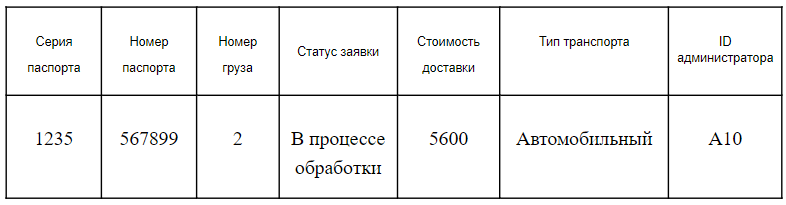 Серия паспорта
Номер паспорта
Номер груза
Статус заявки
Стоимость доставки
Тип транспорта
ID администратора
1235
567899
2
В процессе обработки
5600
Автомобильный
А10